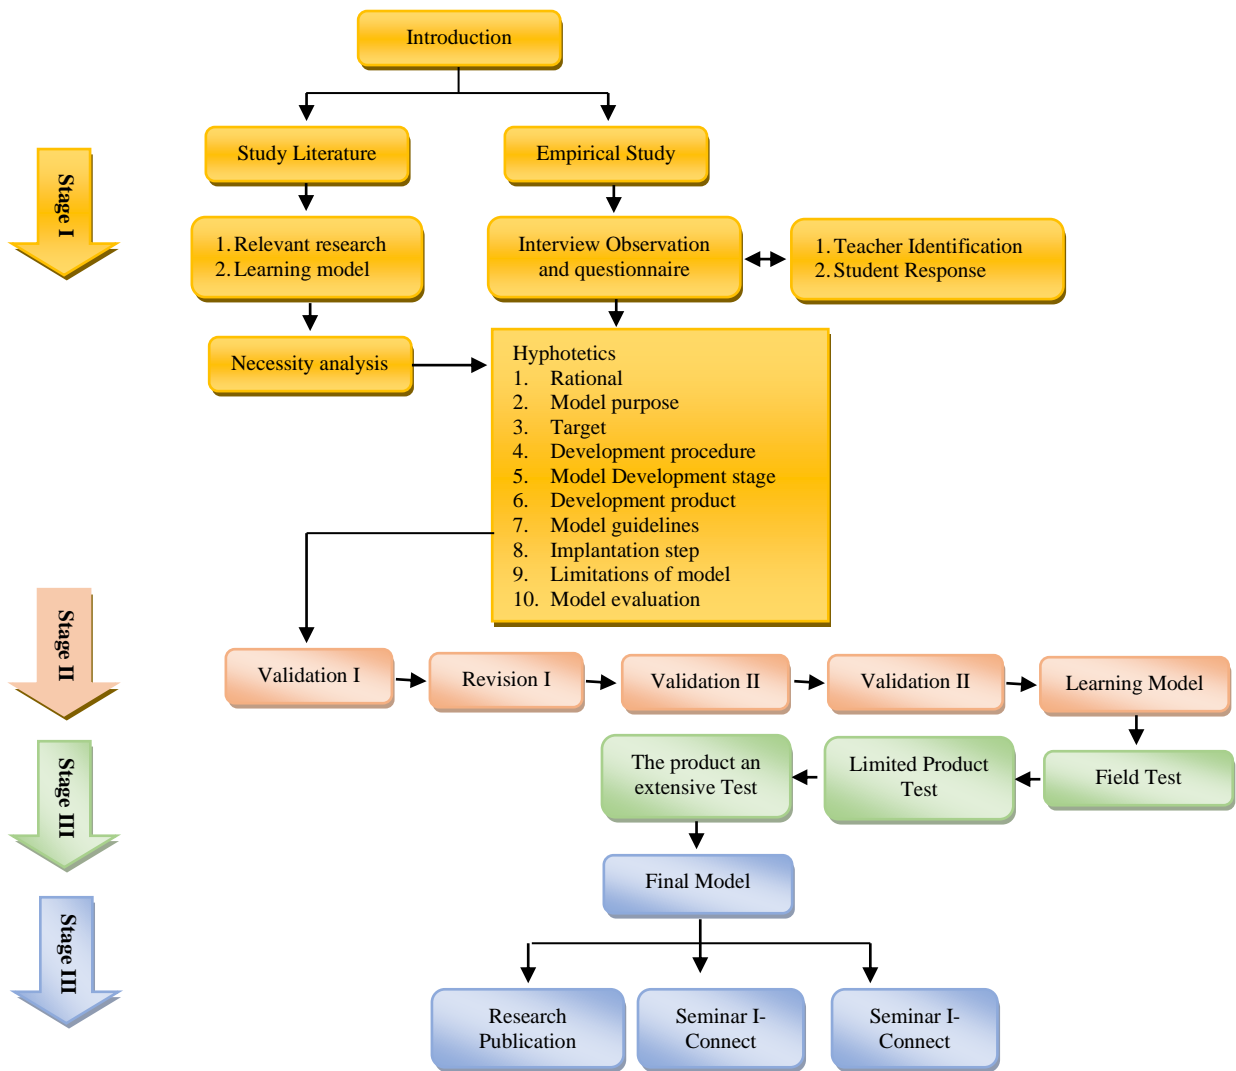 Introduction
Study Literature
Empirical Study
Stage I
1. Relevant research
2. Learning model
Interview Observation
and questionnaire
1. Teacher Identification
2. Student Response
Necessity analysis
Hyphotetics
1. Rational
2. Model purpose
3. Target
4. Development procedure
5. Model Development stage
6. Development product
7. Model guidelines
8. Implantation step
9. Limitations of model
10. Model evaluation
Stage II
Validation I
Revision I
Validation II
Validation II
Learning Model
Stage III
The product an
extensive Test
Limited Product
Test
Field Test
Final Model
Stage III
Research
Publication
Seminar I-
Connect
Seminar I-
Connect